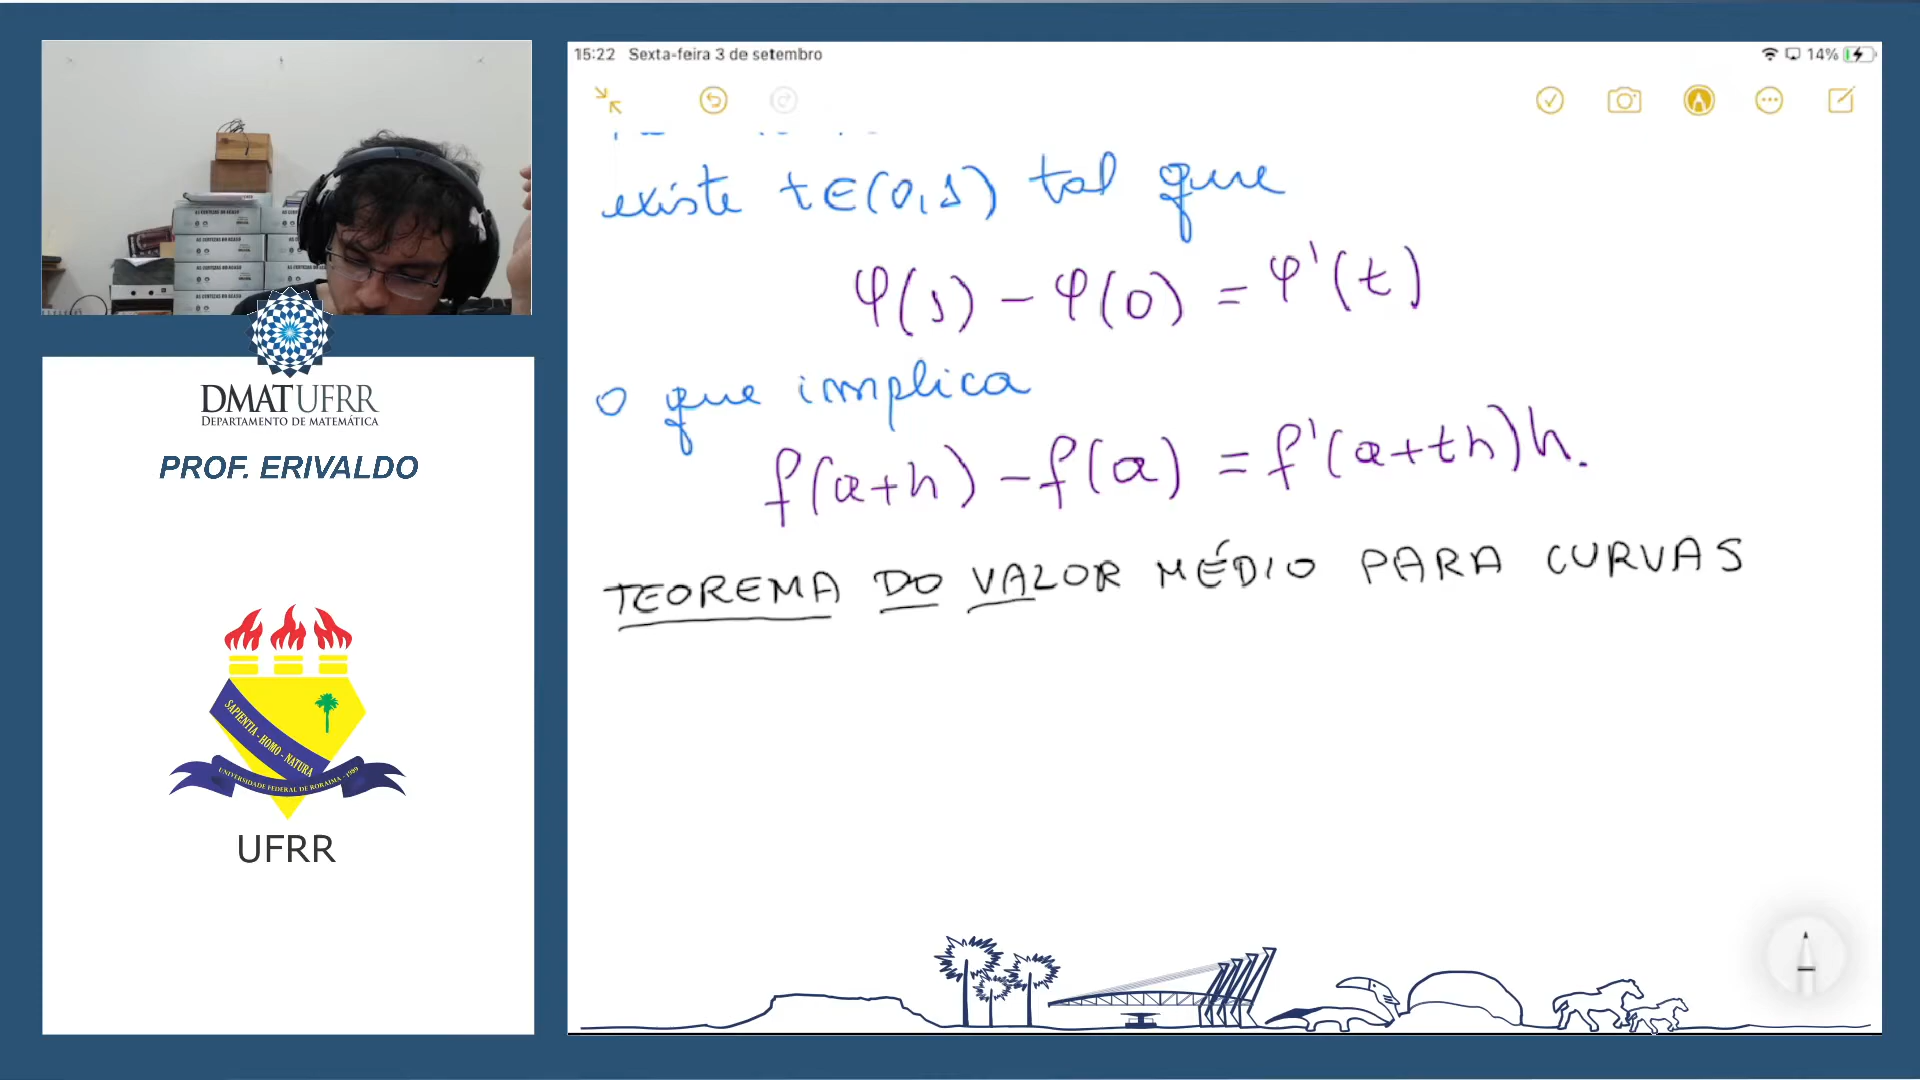 15:22 Sexta-feira 3 de setembro
14%
existe t∈(0,1) tal que
φ(1) − φ(0) = φ'(t)
o que implica
f(a+h) − f(a) = f'(a+th)h.
TEOREMA DO VALOR MÉDIO PARA CURVAS
DMATUFRR
DEPARTAMENTO DE MATEMÁTICA
PROF. ERIVALDO
SAPIENTIA - HOMO - NATURA
UNIVERSIDADE FEDERAL DE RORAIMA - 1989
UFRR